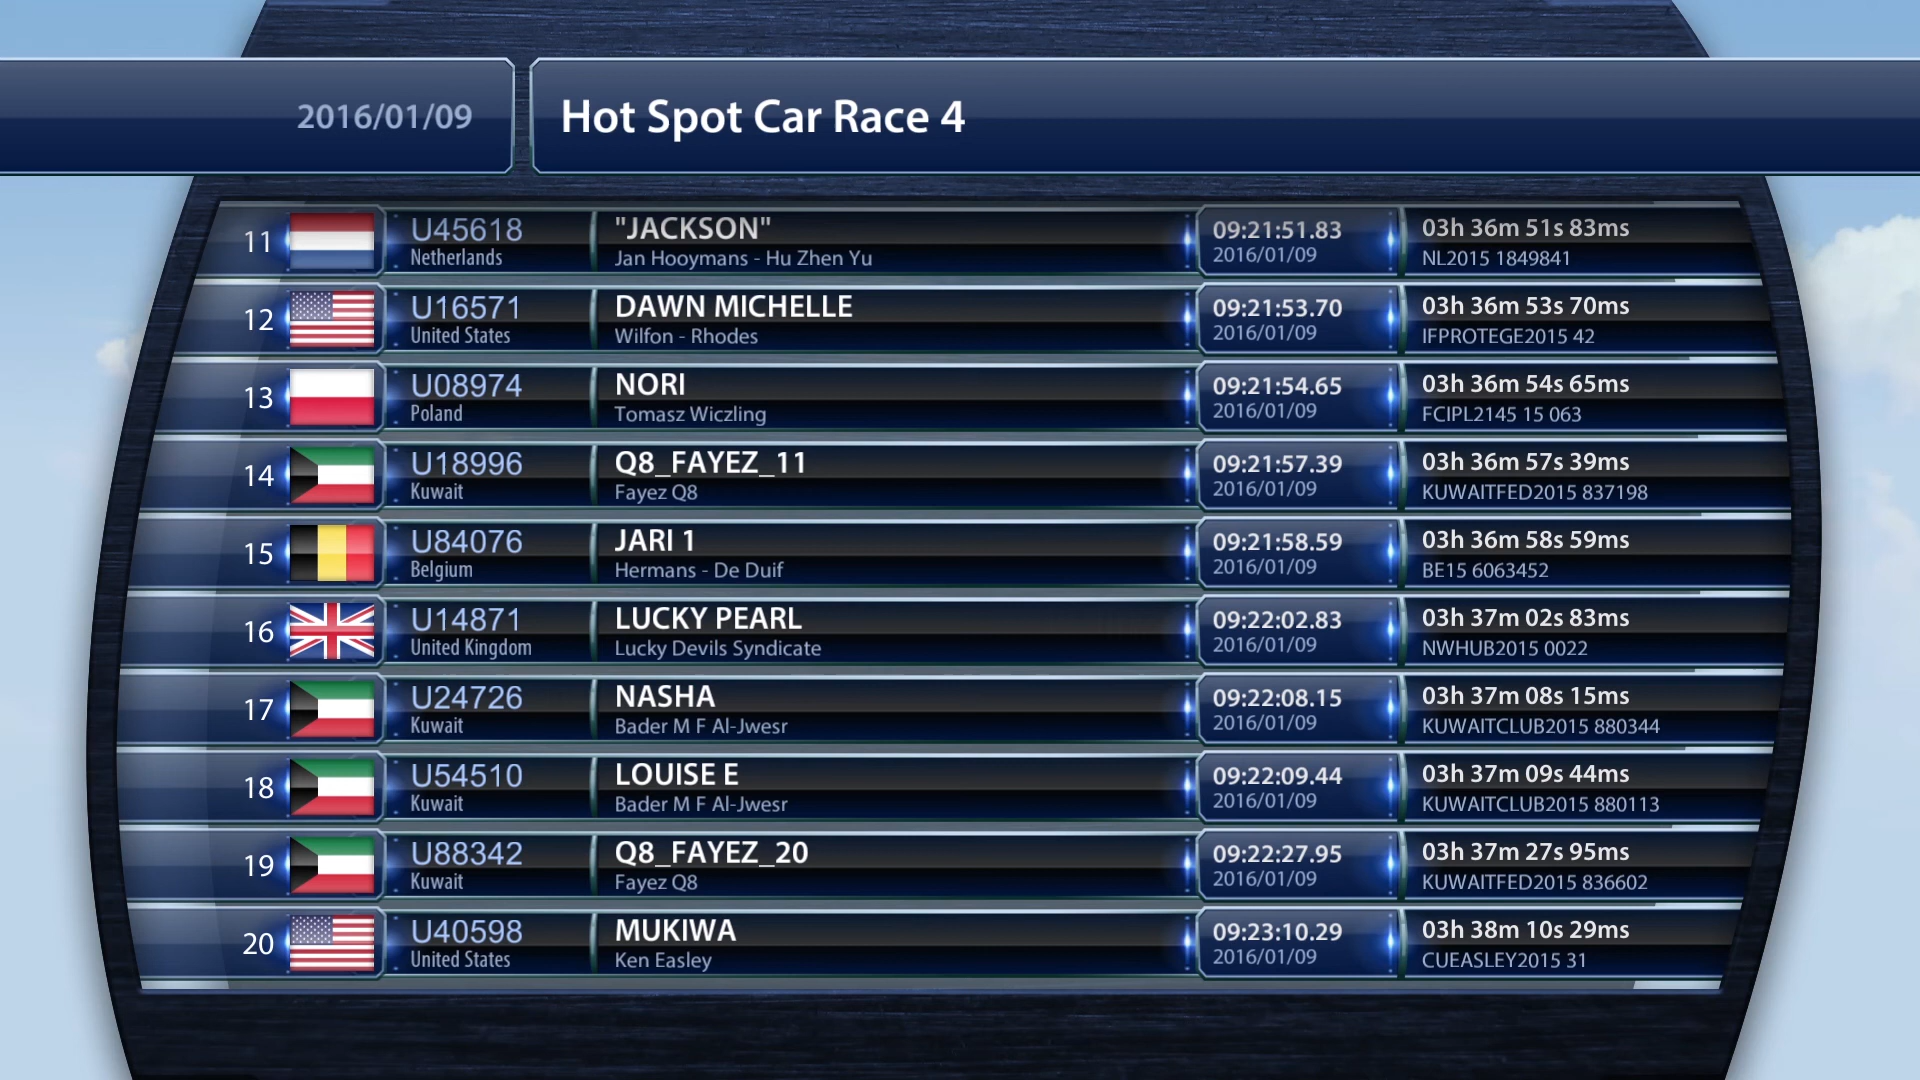 2016/01/09
Hot Spot Car Race 4
11 U45618 "JACKSON" 09:21:51.83 03h 36m 51s 83ms
Netherlands Jan Hooymans - Hu Zhen Yu 2016/01/09 NL2015 1849841
12 U16571 DAWN MICHELLE 09:21:53.70 03h 36m 53s 70ms
United States Wilfon - Rhodes 2016/01/09 IFPROTEGE2015 42
13 U08974 NORI 09:21:54.65 03h 36m 54s 65ms
Poland Tomasz Wiczling 2016/01/09 FCIPL2145 15 063
14 U18996 Q8_FAYEZ_11 09:21:57.39 03h 36m 57s 39ms
Kuwait Fayez Q8 2016/01/09 KUWAITFED2015 837198
15 U84076 JARI 1 09:21:58.59 03h 36m 58s 59ms
Belgium Hermans - De Duif 2016/01/09 BE15 6063452
16 U14871 LUCKY PEARL 09:22:02.83 03h 37m 02s 83ms
United Kingdom Lucky Devils Syndicate 2016/01/09 NWHUB2015 0022
17 U24726 NASHA 09:22:08.15 03h 37m 08s 15ms
Kuwait Bader M F Al-Jwesr 2016/01/09 KUWAITCLUB2015 880344
18 U54510 LOUISE E 09:22:09.44 03h 37m 09s 44ms
Kuwait Bader M F Al-Jwesr 2016/01/09 KUWAITCLUB2015 880113
19 U88342 Q8_FAYEZ_20 09:22:27.95 03h 37m 27s 95ms
Kuwait Fayez Q8 2016/01/09 KUWAITFED2015 836602
20 U40598 MUKIWA 09:23:10.29 03h 38m 10s 29ms
United States Ken Easley 2016/01/09 CUEASLEY2015 31